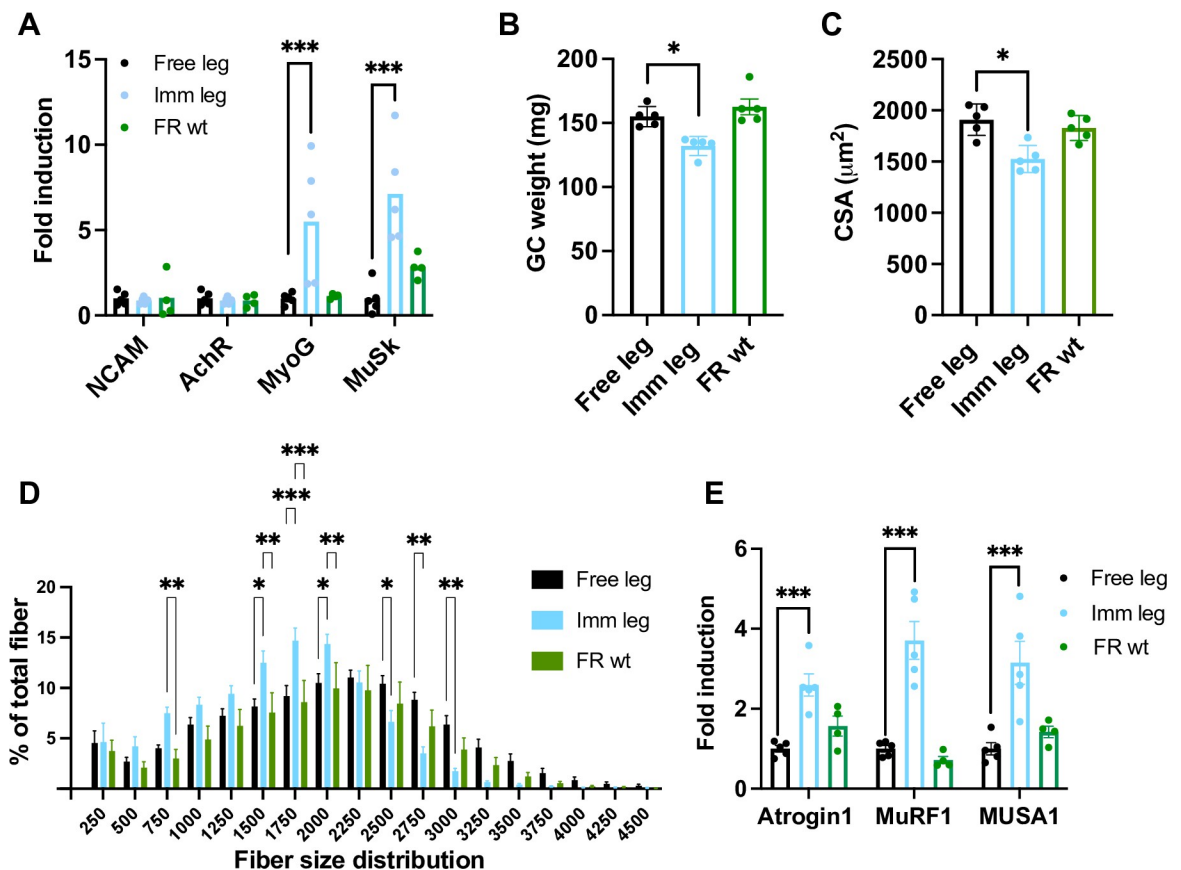 A
15
10
5
0
Fold induction
Free leg
Imm leg
FR wt
***
***
NCAM
AchR
MyoG
MuSk
B
200
150
100
50
0
GC weight (mg)
*
Free leg
Imm leg
FR wt
C
2500
2000
1500
1000
500
0
CSA (µm²)
*
Free leg
Imm leg
FR wt
D
20
15
10
5
% of total fiber
**
*
**
***
***
*
**
*
**
**
Free leg
Imm leg
FR wt
250
500
750
1000
1250
1500
1750
2000
2250
2500
2750
3000
3250
3500
3750
4000
4250
4500
Fiber size distribution
E
6
4
2
0
Fold induction
***
***
***
Free leg
Imm leg
FR wt
Atrogin1
MuRF1
MUSA1